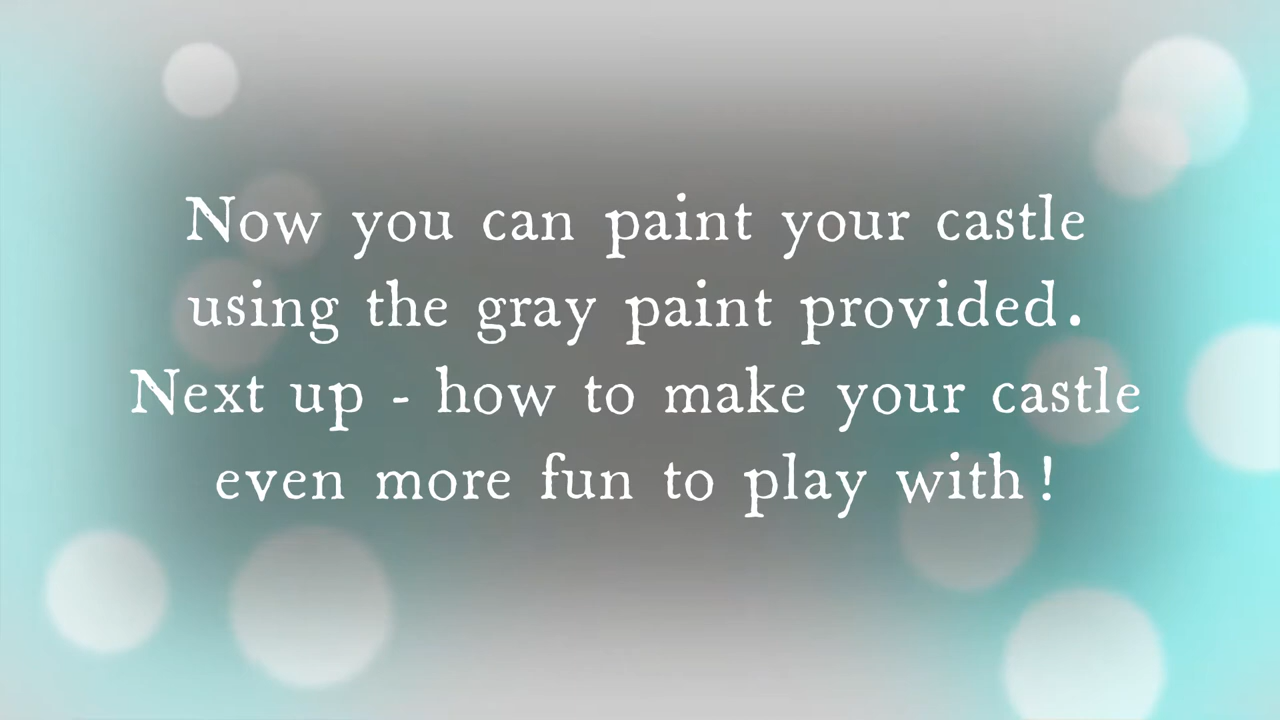 Now you can paint your castle
using the gray paint provided.
Next up - how to make your castle
even more fun to play with!